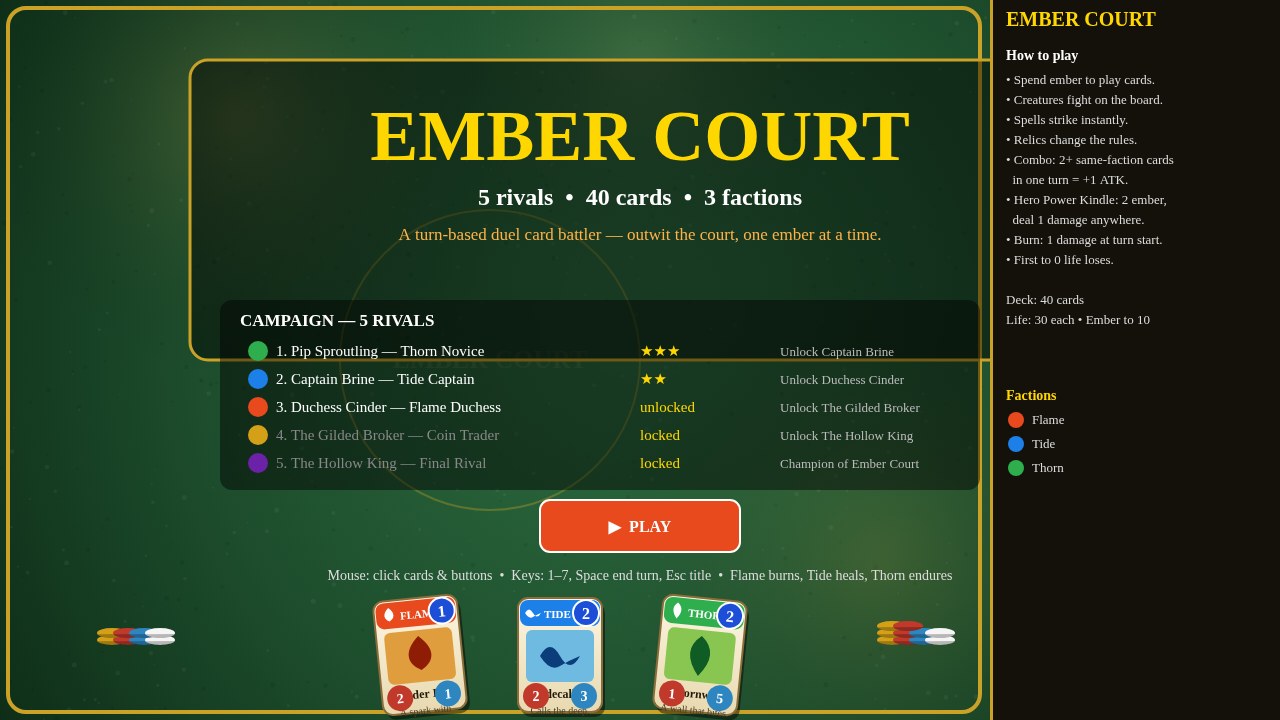 EMBER COURT
5 rivals • 40 cards • 3 factions
A turn-based duel card battler — outwit the court, one ember at a time.
CAMPAIGN — 5 RIVALS
1. Pip Sproutling — Thorn Novice ★★★ Unlock Captain Brine
2. Captain Brine — Tide Captain ★★ Unlock Duchess Cinder
3. Duchess Cinder — Flame Duchess unlocked Unlock The Gilded Broker
4. The Gilded Broker — Coin Trader locked Unlock The Hollow King
5. The Hollow King — Final Rival locked Champion of Ember Court
▶ PLAY
Mouse: click cards & buttons • Keys: 1–7, Space end turn, Esc title • Flame burns, Tide heals, Thorn endures
1
2 1
TIDE 2
2 3
2
1 5
EMBER COURT
How to play
• Spend ember to play cards.
• Creatures fight on the board.
• Spells strike instantly.
• Relics change the rules.
• Combo: 2+ same-faction cards
in one turn = +1 ATK.
• Hero Power Kindle: 2 ember,
deal 1 damage anywhere.
• Burn: 1 damage at turn start.
• First to 0 life loses.
Deck: 40 cards
Life: 30 each • Ember to 10
Factions
Flame
Tide
Thorn